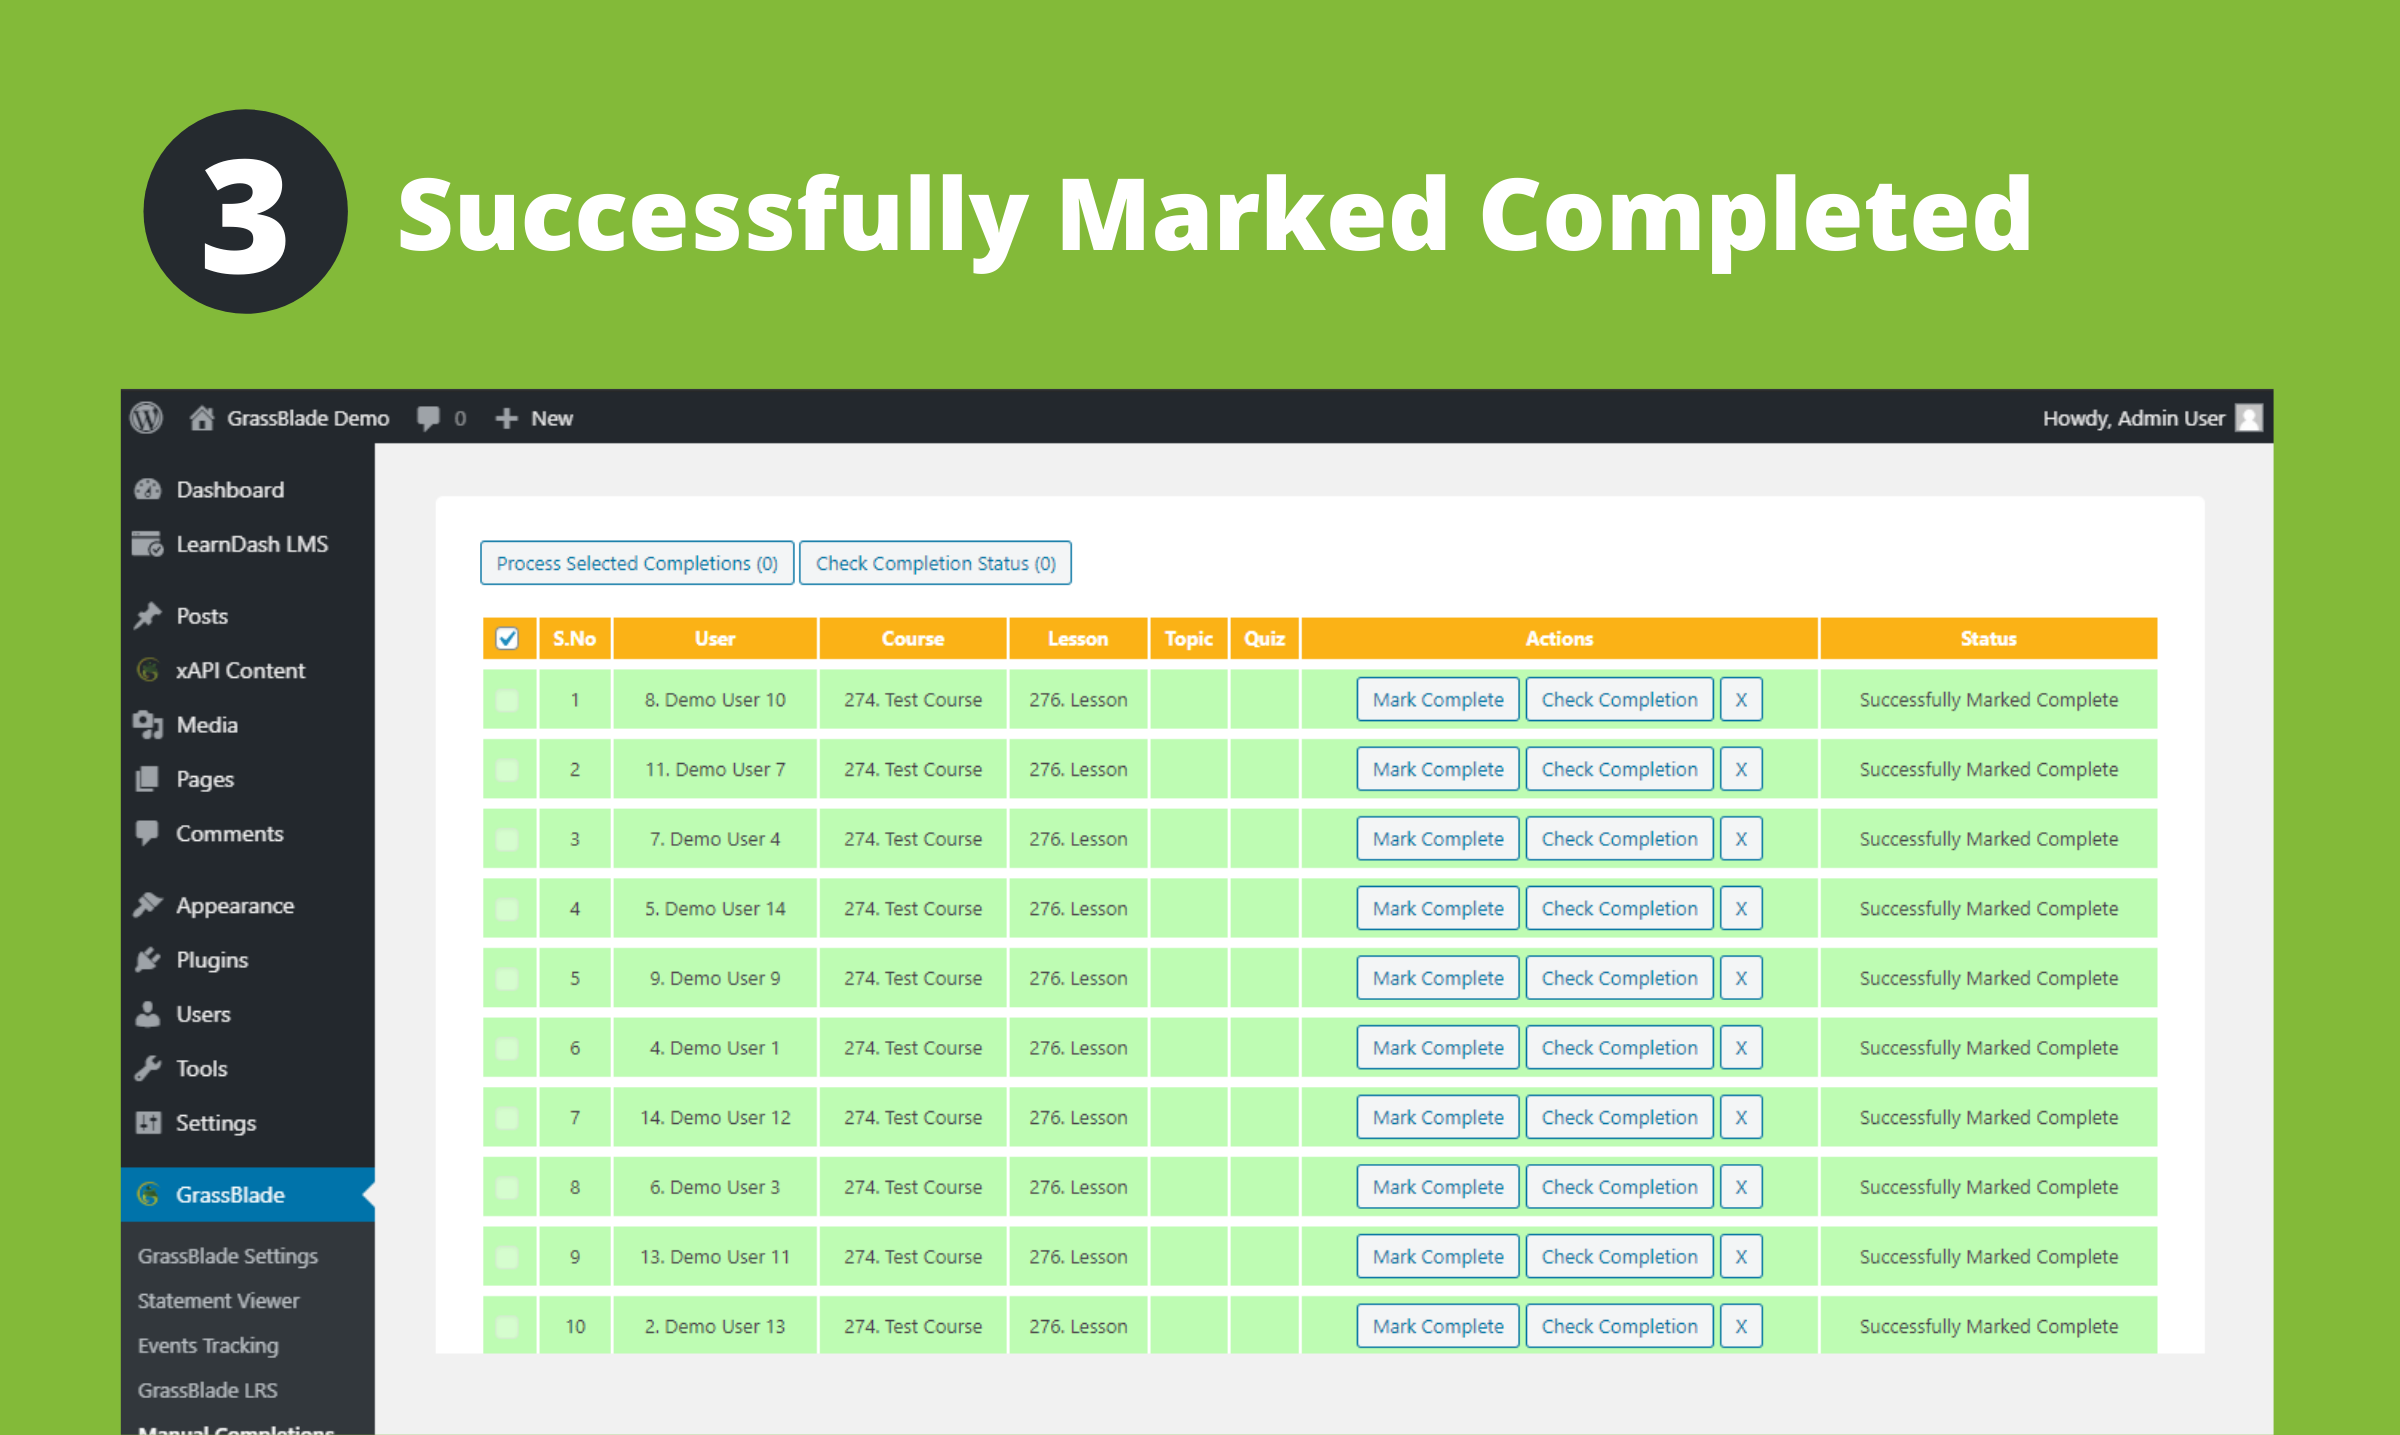 3 Successfully Marked Completed
GrassBlade Demo 0 New Howdy, Admin User
Dashboard
LearnDash LMS
Posts
xAPI Content
Media
Pages
Comments
Appearance
Plugins
Users
Tools
Settings
GrassBlade
GrassBlade Settings
Statement Viewer
Events Tracking
GrassBlade LRS
Manual Completions
Process Selected Completions (0) Check Completion Status (0)
S.No User Course Lesson Topic Quiz Actions Status
1 8. Demo User 10 274. Test Course 276. Lesson Mark Complete Check Completion X Successfully Marked Complete
2 11. Demo User 7 274. Test Course 276. Lesson Mark Complete Check Completion X Successfully Marked Complete
3 7. Demo User 4 274. Test Course 276. Lesson Mark Complete Check Completion X Successfully Marked Complete
4 5. Demo User 14 274. Test Course 276. Lesson Mark Complete Check Completion X Successfully Marked Complete
5 9. Demo User 9 274. Test Course 276. Lesson Mark Complete Check Completion X Successfully Marked Complete
6 4. Demo User 1 274. Test Course 276. Lesson Mark Complete Check Completion X Successfully Marked Complete
7 14. Demo User 12 274. Test Course 276. Lesson Mark Complete Check Completion X Successfully Marked Complete
8 6. Demo User 3 274. Test Course 276. Lesson Mark Complete Check Completion X Successfully Marked Complete
9 13. Demo User 11 274. Test Course 276. Lesson Mark Complete Check Completion X Successfully Marked Complete
10 2. Demo User 13 274. Test Course 276. Lesson Mark Complete Check Completion X Successfully Marked Complete